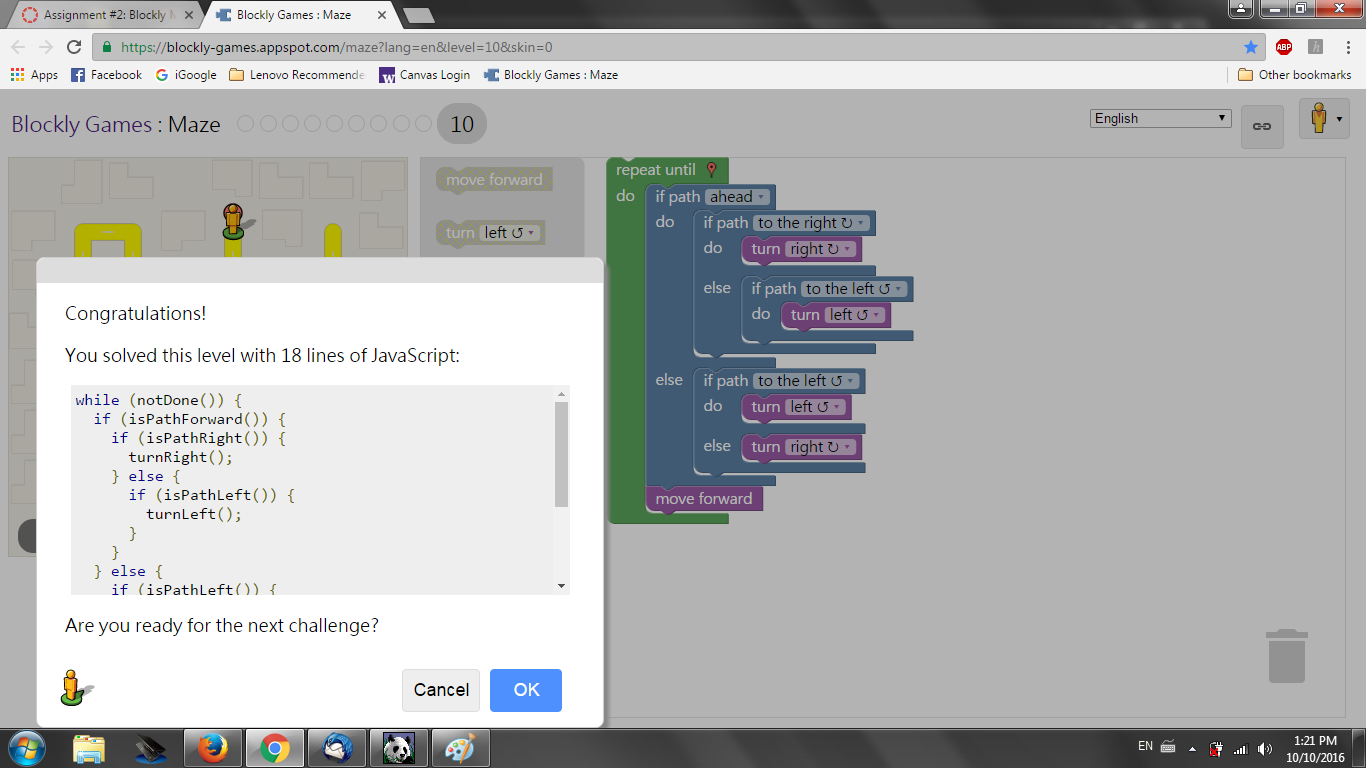 Assignment #2: Blockly M
Blockly Games : Maze
https://blockly-games.appspot.com/maze?lang=en&level=10&skin=0
ABP
h
Apps
Facebook
G iGoogle
Lenovo Recommende
W Canvas Login
Blockly Games : Maze
Other bookmarks
Blockly Games : Maze
10
English
move forward
turn left ↺
repeat until
do
if path ahead
do
if path to the right ↻
do
turn right ↻
else
if path to the left ↺
do
turn left ↺
else
if path to the left ↺
do
turn left ↺
else
turn right ↻
move forward
Congratulations!
You solved this level with 18 lines of JavaScript:
while (notDone()) {
if (isPathForward()) {
if (isPathRight()) {
turnRight();
} else {
if (isPathLeft()) {
turnLeft();
}
}
} else {
if (isPathLeft()) {
Are you ready for the next challenge?
Cancel
OK
EN
1:21 PM
10/10/2016